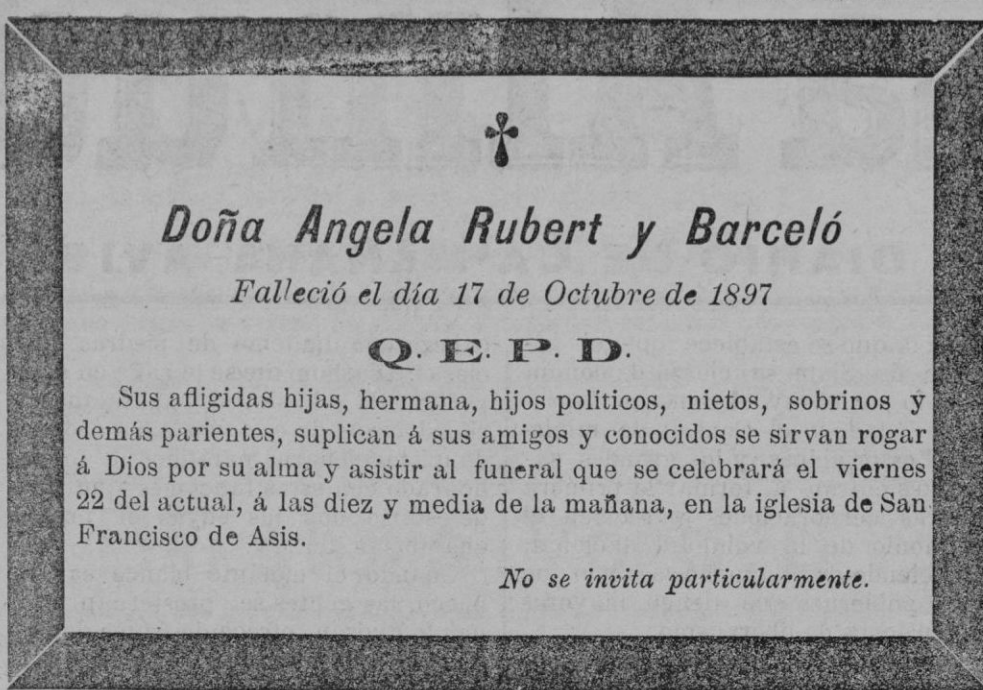 Doña Angela Rubert y Barceló
Falleció el día 17 de Octubre de 1897
Q. E. P. D.
Sus afligidas hijas, hermana, hijos políticos, nietos, sobrinos y
demás parientes, suplican á sus amigos y conocidos se sirvan rogar
á Dios por su alma y asistir al funeral que se celebrará el viernes
22 del actual, á las diez y media de la mañana, en la iglesia de San
Francisco de Asis.
No se invita particularmente.